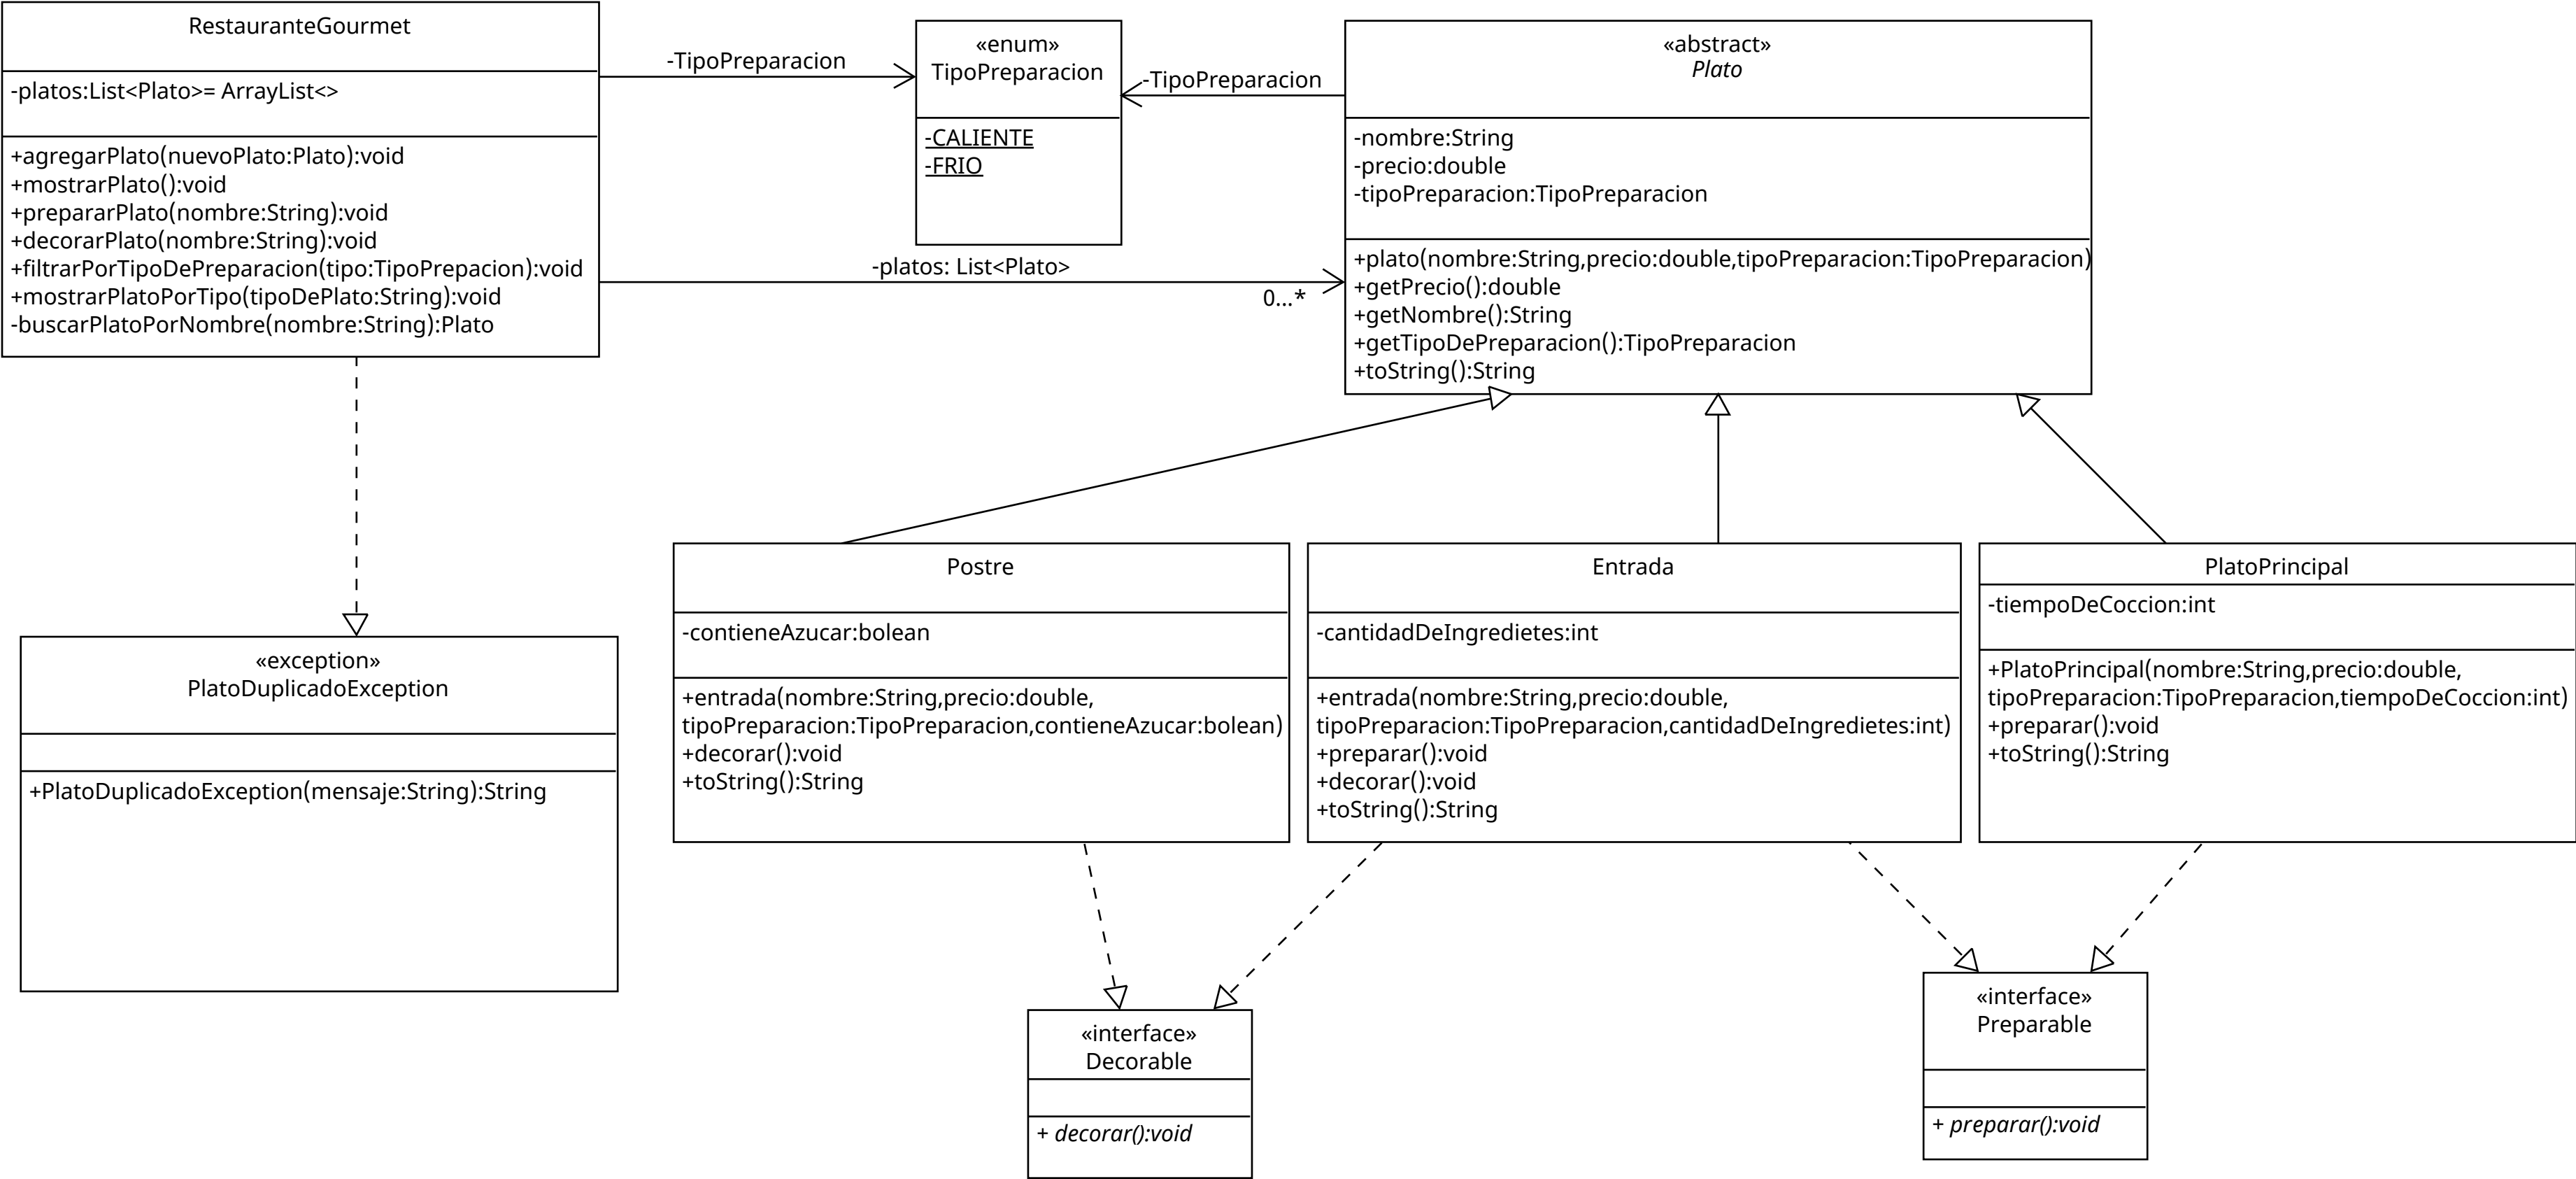 RestauranteGourmet
-platos:List<Plato>= ArrayList<>
+agregarPlato(nuevoPlato:Plato):void
+mostrarPlato():void
+prepararPlato(nombre:String):void
+decorarPlato(nombre:String):void
+filtrarPorTipoDePreparacion(tipo:TipoPrepacion):void
+mostrarPlatoPorTipo(tipoDePlato:String):void
-buscarPlatoPorNombre(nombre:String):Plato
-TipoPreparacion
«enum»
TipoPreparacion
-CALIENTE
-FRIO
-TipoPreparacion
-platos: List<Plato>
0...*
«abstract»
Plato
-nombre:String
-precio:double
-tipoPreparacion:TipoPreparacion
+plato(nombre:String,precio:double,tipoPreparacion:TipoPreparacion)
+getPrecio():double
+getNombre():String
+getTipoDePreparacion():TipoPreparacion
+toString():String
«exception»
PlatoDuplicadoException
+PlatoDuplicadoException(mensaje:String):String
Postre
-contieneAzucar:bolean
+entrada(nombre:String,precio:double,
tipoPreparacion:TipoPreparacion,contieneAzucar:bolean)
+decorar():void
+toString():String
Entrada
-cantidadDeIngredietes:int
+entrada(nombre:String,precio:double,
tipoPreparacion:TipoPreparacion,cantidadDeIngredietes:int)
+preparar():void
+decorar():void
+toString():String
PlatoPrincipal
-tiempoDeCoccion:int
+PlatoPrincipal(nombre:String,precio:double,
tipoPreparacion:TipoPreparacion,tiempoDeCoccion:int)
+preparar():void
+toString():String
«interface»
Decorable
+ decorar():void
«interface»
Preparable
+ preparar():void